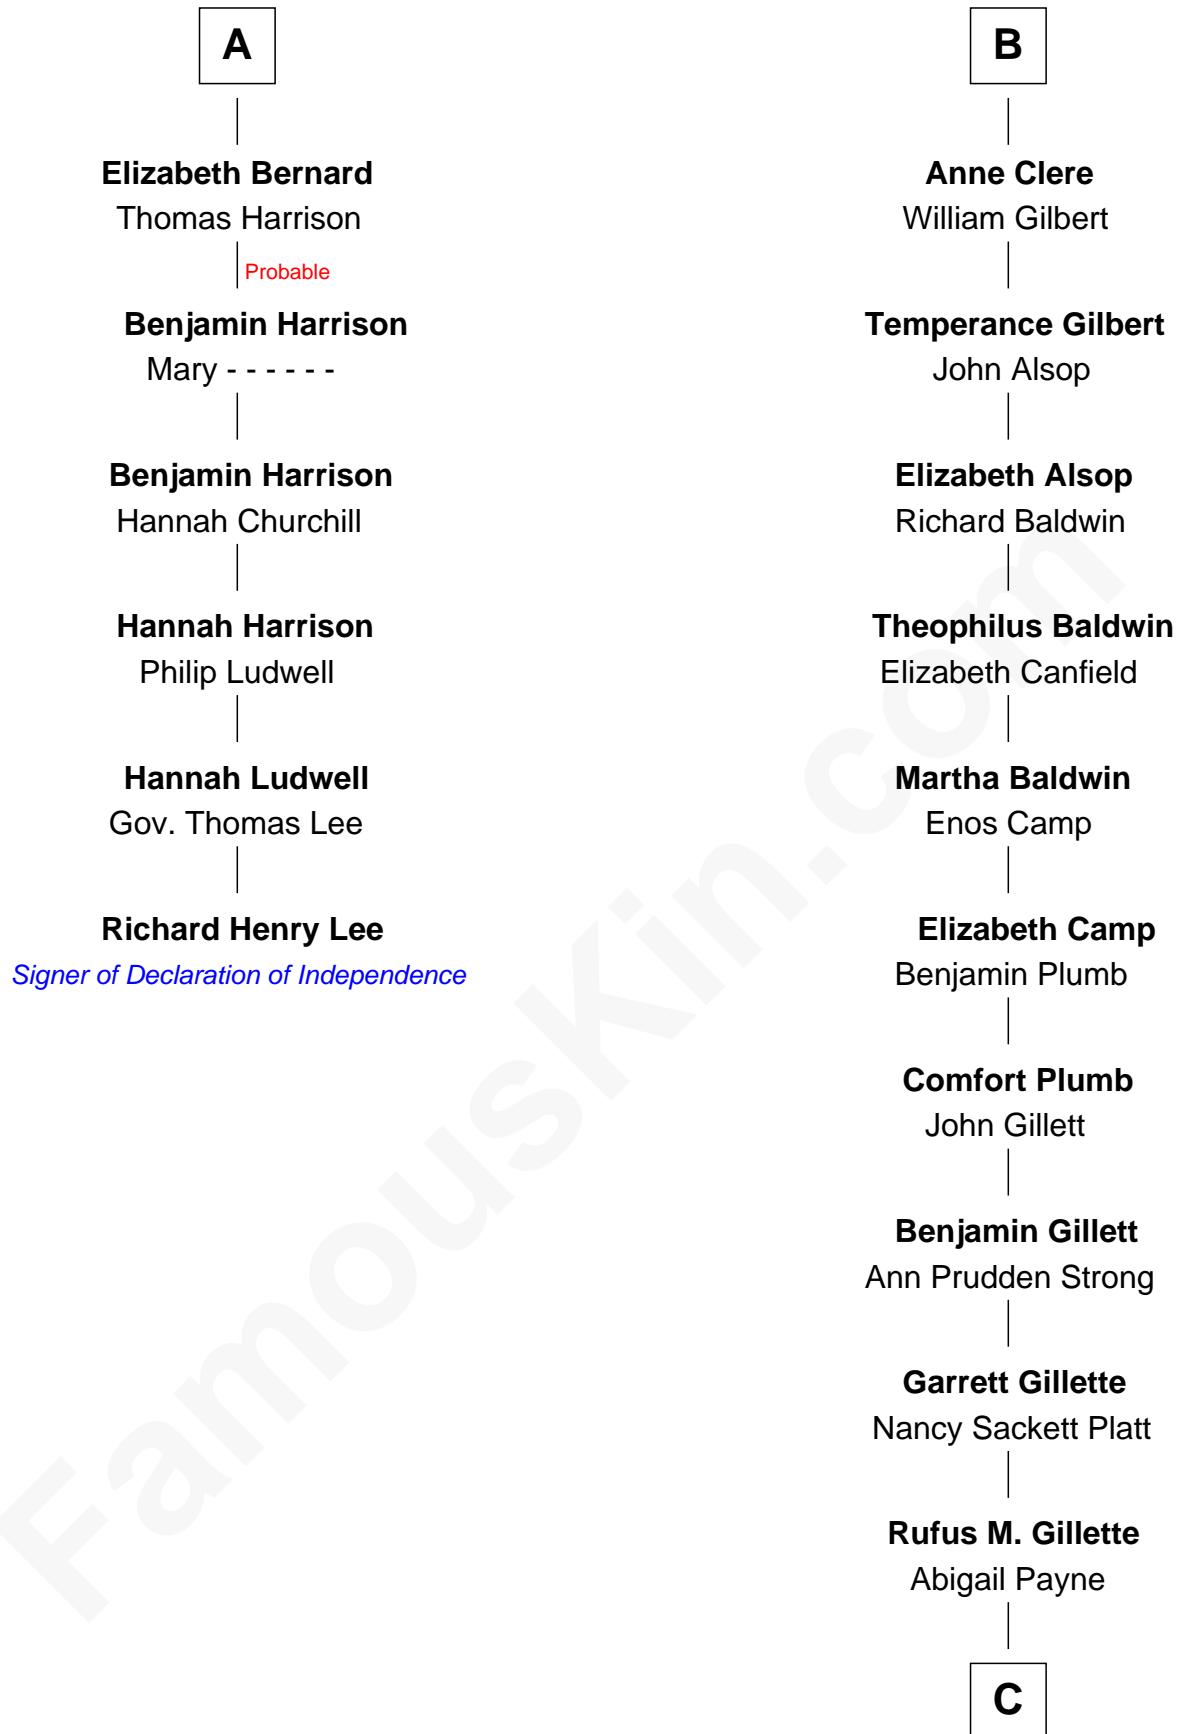 A
Elizabeth Bernard
Thomas Harrison
Probable
Benjamin Harrison
Mary - - - - - -
Benjamin Harrison
Hannah Churchill
Hannah Harrison
Philip Ludwell
Hannah Ludwell
Gov. Thomas Lee
Richard Henry Lee
Signer of Declaration of Independence
B
Anne Clere
William Gilbert
Temperance Gilbert
John Alsop
Elizabeth Alsop
Richard Baldwin
Theophilus Baldwin
Elizabeth Canfield
Martha Baldwin
Enos Camp
Elizabeth Camp
Benjamin Plumb
Comfort Plumb
John Gillett
Benjamin Gillett
Ann Prudden Strong
Garrett Gillette
Nancy Sackett Platt
Rufus M. Gillette
Abigail Payne
C
FamousKin.com